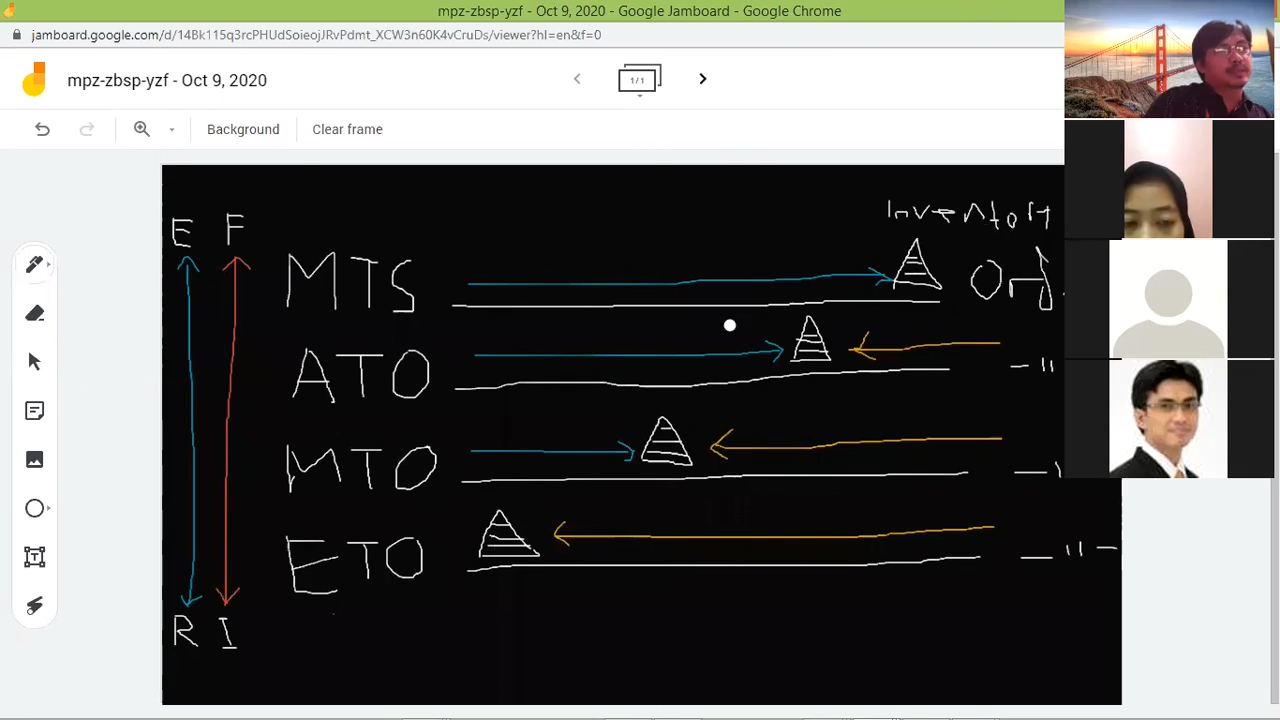 mpz-zbsp-yzf - Oct 9, 2020 - Google Jamboard - Google Chrome
jamboard.google.com/d/14Bk115q3rcPHUdSoieojJRvPdmt_XCW3n60K4vCruDs/viewer?hl=en&f=0
mpz-zbsp-yzf - Oct 9, 2020
1/1
Background Clear frame
Inventory
E F
MTS Ord
ATO - "
MTO -
ETO - " -
R I